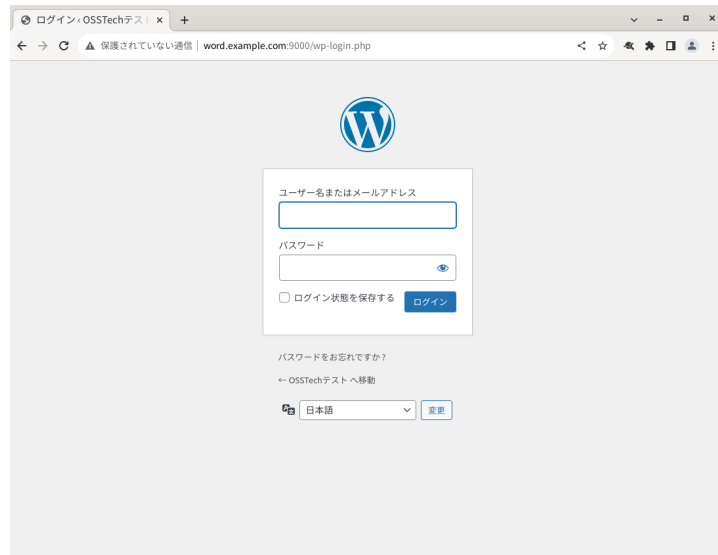 ログイン ‹ OSSTechテスト
保護されていない通信 | word.example.com:9000/wp-login.php
ユーザー名またはメールアドレス
パスワード
ログイン状態を保存する
ログイン
パスワードをお忘れですか ?
← OSSTechテスト へ移動
日本語
変更